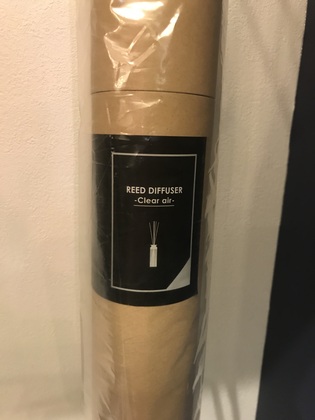 REED DIFFUSER
-Clear air-